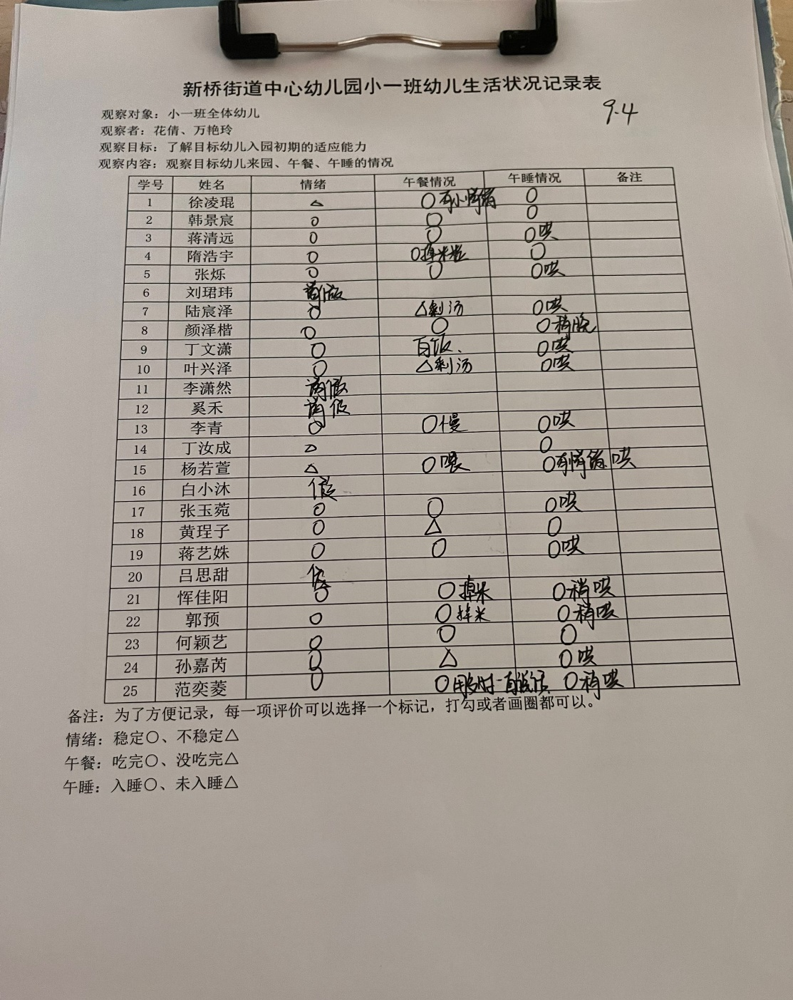 新桥街道中心幼儿园小一班幼儿生活状况记录表
9-4
观察对象：小一班全体幼儿
观察者：花倩、万艳玲
观察目标：了解目标幼儿入园初期的适应能力
观察内容：观察目标幼儿来园、午餐、午睡的情况
学号 姓名 情绪 午餐情况 午睡情况 备注
1 徐凌琨 △ ○有小情绪 ○
2 韩景宸 ○ ○ ○
3 蒋清远 ○ ○ ○哄
4 隋浩宇 ○ ○掉米粒 ○
5 张烁 ○ ○ ○哄
6 刘珺玮 请假
7 陆宸泽 ○ △剩汤 ○哄
8 颜泽楷 ○ ○ ○稍晚
9 丁文潇 ○ 白饭、 ○哄
10 叶兴泽 ○ △剩汤 ○哄
11 李潇然 请假
12 奚禾 请假
13 李青 ○ ○慢 ○哄
14 丁汝成 △ ○
15 杨若萱 △ ○喂 ○有情绪哄
16 白小沐 假
17 张玉菀 ○ ○ ○哄
18 黄珵子 ○ △ ○
19 蒋艺姝 ○ ○ ○哄
20 吕思甜 假
21 恽佳阳 ○ ○掉米 ○稍哄
22 郭预 ○ ○掉米 ○稍哄
23 何颖艺 ○ ○ ○
24 孙嘉芮 ○ △ ○哄
25 范奕菱 ○ ○ ○稍哄
备注：为了方便记录，每一项评价可以选择一个标记，打勾或者画圈都可以。
情绪：稳定○、不稳定△
午餐：吃完○、没吃完△
午睡：入睡○、未入睡△